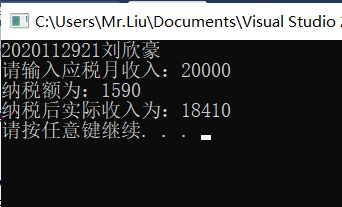 C:\Users\Mr.Liu\Documents\Visual Studio 2
2020112921刘欣豪
请输入应税月收入：20000
纳税额为：1590
纳税后实际收入为：18410
请按任意键继续. . .